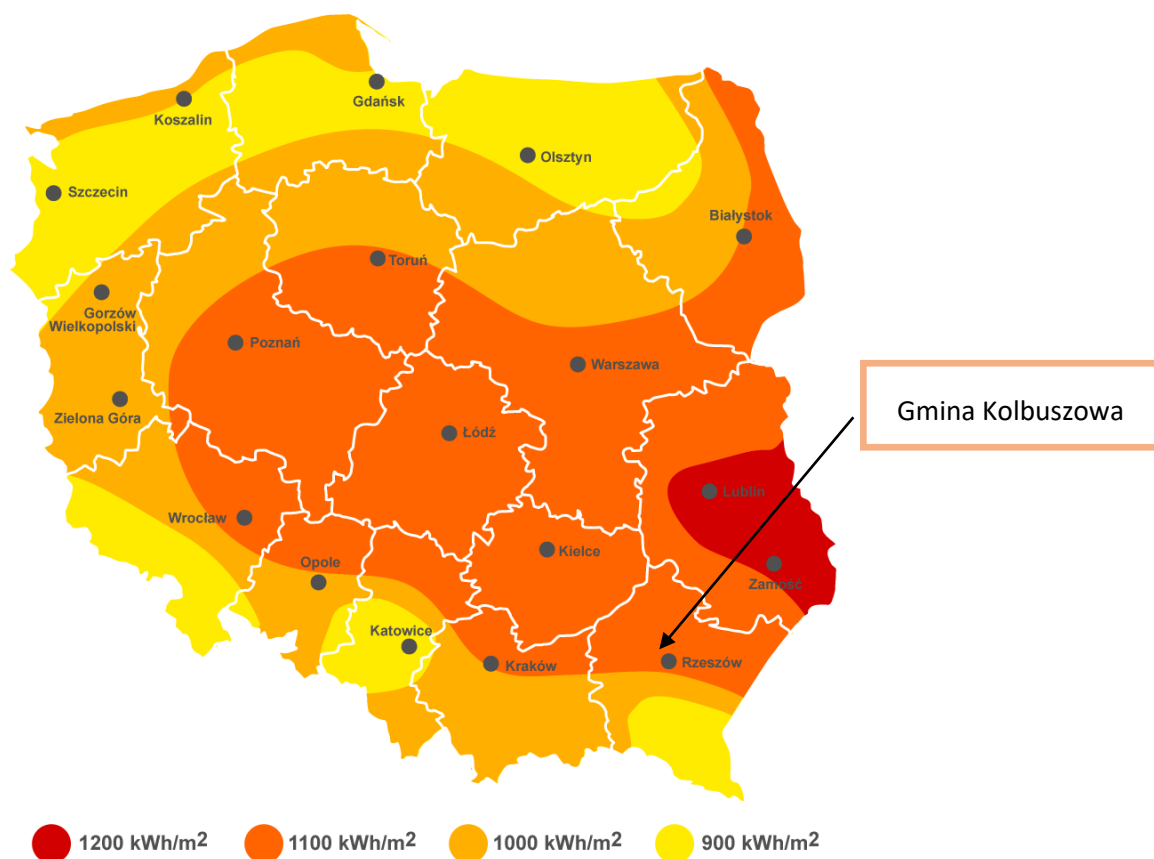 Gdańsk
Koszalin
Olsztyn
Szczecin
Białystok
Toruń
Gorzów
Wielkopolski
Poznań
Warszawa
Gmina Kolbuszowa
Zielona Góra
Łódź
Lublin
Wrocław
Kielce
Opole
Zamość
Katowice
Kraków
Rzeszów
1200 kWh/m²
1100 kWh/m²
1000 kWh/m²
900 kWh/m²